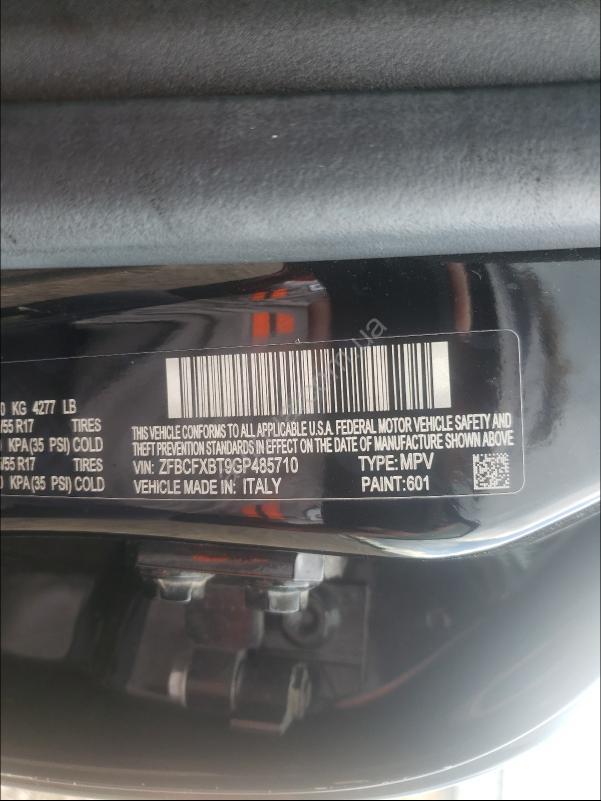 0 KG 4277 LB
/55 R17 TIRES
KPA (35 PSI) COLD
/55 R17 TIRES
0 KPA (35 PSI) COLD
THIS VEHICLE CONFORMS TO ALL APPLICABLE U.S.A. FEDERAL MOTOR VEHICLE SAFETY AND
THEFT PREVENTION STANDARDS IN EFFECT ON THE DATE OF MANUFACTURE SHOWN ABOVE
VIN: ZFBCFXBT9GP485710 TYPE: MPV
VEHICLE MADE IN: ITALY PAINT: 601